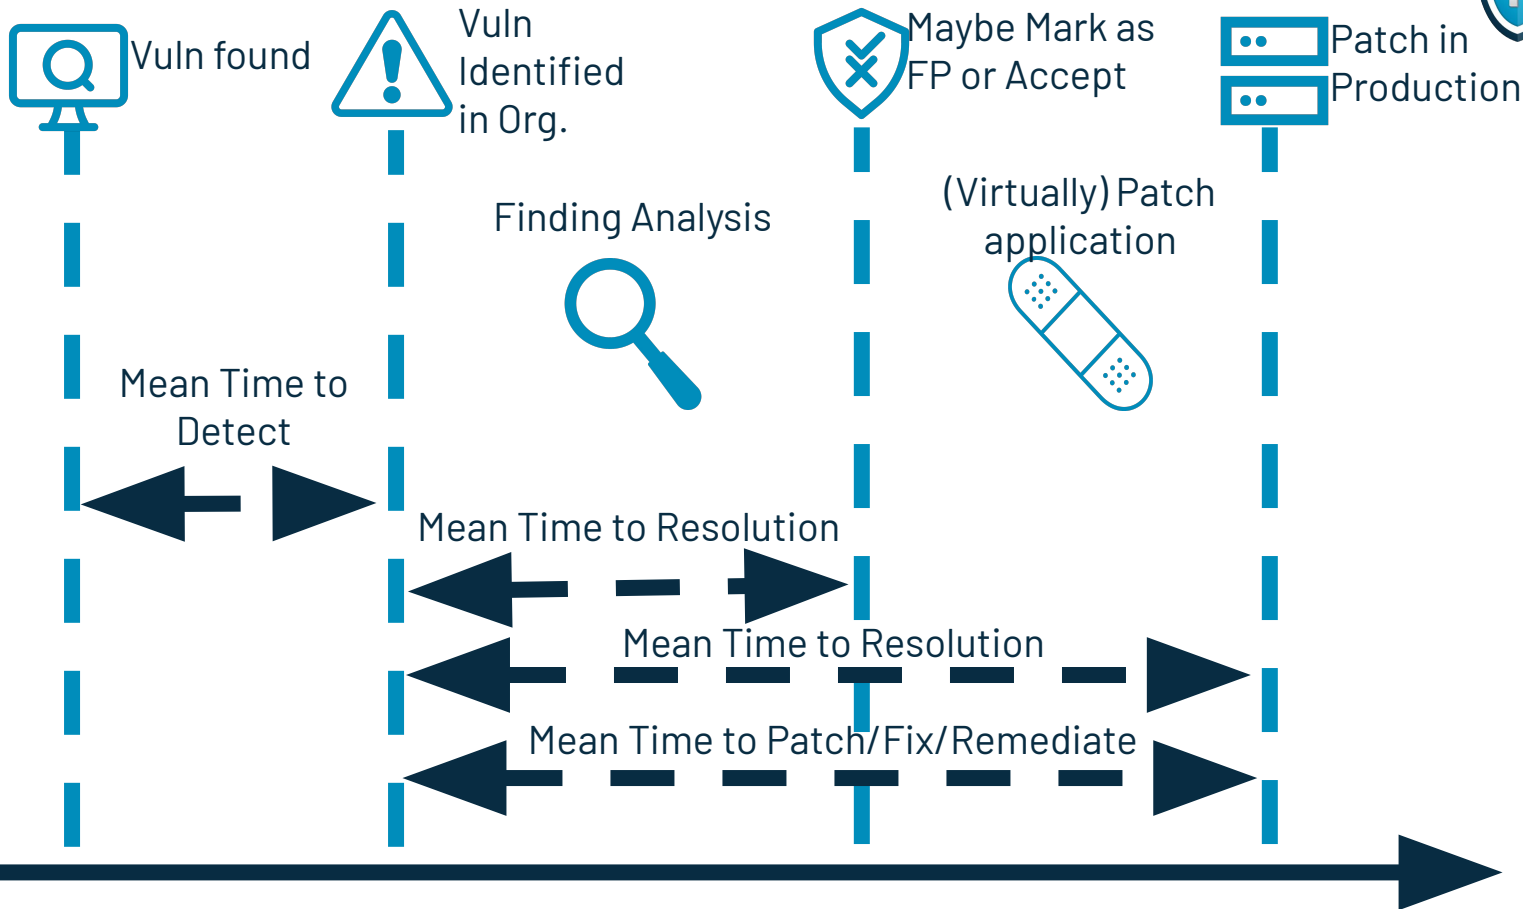 Vuln found
Vuln
Identified
in Org.
Maybe Mark as
FP or Accept
Patch in
Production
Finding Analysis
(Virtually) Patch
application
Mean Time to
Detect
Mean Time to Resolution
Mean Time to Resolution
Mean Time to Patch/Fix/Remediate